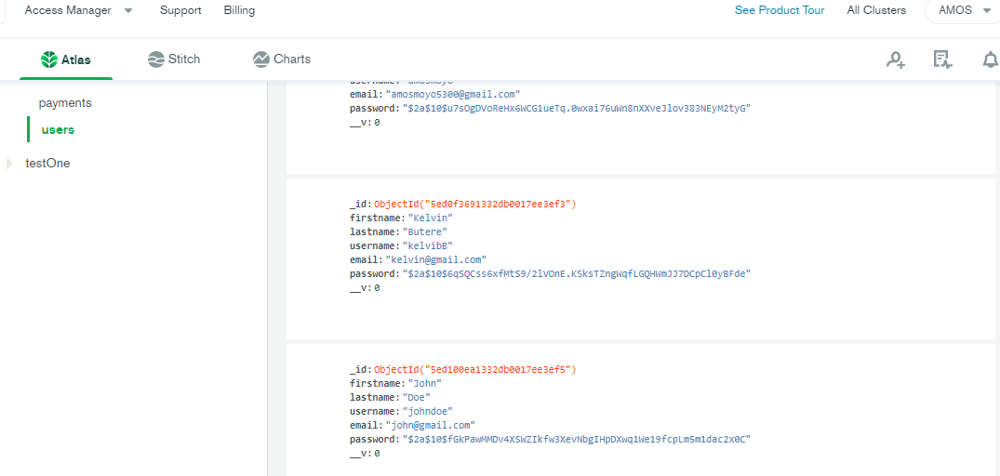 Access Manager
Support
Billing
See Product Tour
All Clusters
AMOS
Atlas
Stitch
Charts
payments
users
testOne
username: "amosmoyo"
email: "amosmoyo5300@gmail.com"
password: "$2a$10$u7sOgDVoReHx6WCG1ueTq.0wxai76uWn8nXXveJlov383NEyM2tyG"
__v: 0
_id: ObjectId("5ed0f3691332db0017ee3ef3")
firstname: "Kelvin"
lastname: "Butere"
username: "kelvibB"
email: "kelvin@gmail.com"
password: "$2a$10$6qSQCss6xfMtS9/2lVOnE.KSksTZngWqfLGQHWmJJ7DCpCl0yBFde"
__v: 0
_id: ObjectId("5ed100ea1332db0017ee3ef5")
firstname: "John"
lastname: "Doe"
username: "johndoe"
email: "john@gmail.com"
password: "$2a$10$fGkPawMMDv4XSWZIkfw3XevNbgIHpDXwq1We19fcpLm5m1dac2x0C"
__v: 0